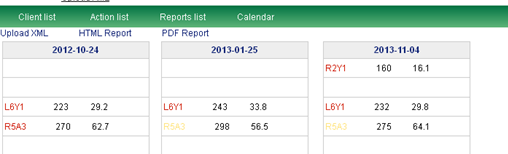 Client list Action list Reports list Calendar
Upload XML HTML Report PDF Report
2012-10-24 2013-01-25 2013-11-04
R2Y1 160 16.1
L6Y1 223 29.2 L6Y1 243 33.8 L6Y1 232 29.8
R5A3 270 62.7 R5A3 298 56.5 R5A3 275 64.1